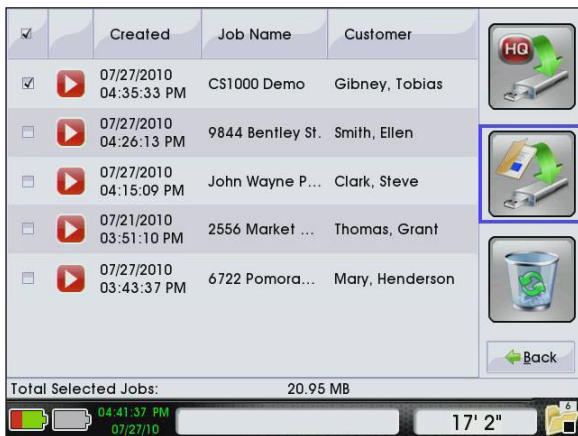 Created Job Name Customer
HQ
07/27/2010
04:35:33 PM
CS1000 Demo Gibney, Tobias
07/27/2010
04:26:13 PM
9844 Bentley St. Smith, Ellen
07/27/2010
04:15:09 PM
John Wayne P... Clark, Steve
07/21/2010
03:51:10 PM
2556 Market ... Thomas, Grant
07/27/2010
03:43:37 PM
6722 Pomora... Mary, Henderson
Back
Total Selected Jobs: 20.95 MB
04:41:37 PM
07/27/10
17' 2"
6